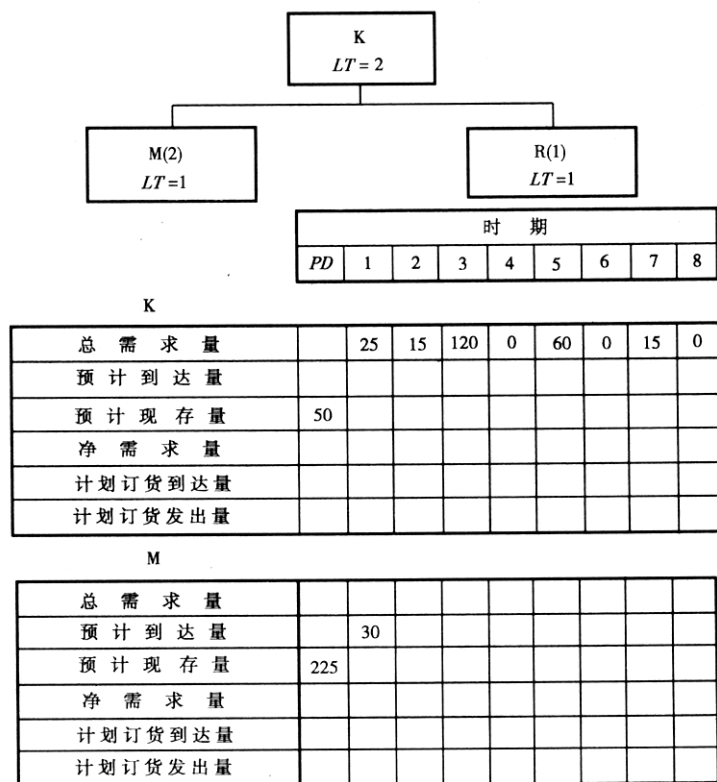 K
LT = 2
M(2)
LT =1
R(1)
LT =1
时 期
PD 1 2 3 4 5 6 7 8
K
总 需 求 量 25 15 120 0 60 0 15 0
预 计 到 达 量
预 计 现 存 量 50
净 需 求 量
计划订货到达量
计划订货发出量
M
总 需 求 量
预 计 到 达 量 30
预 计 现 存 量 225
净 需 求 量
计划订货到达量
计划订货发出量